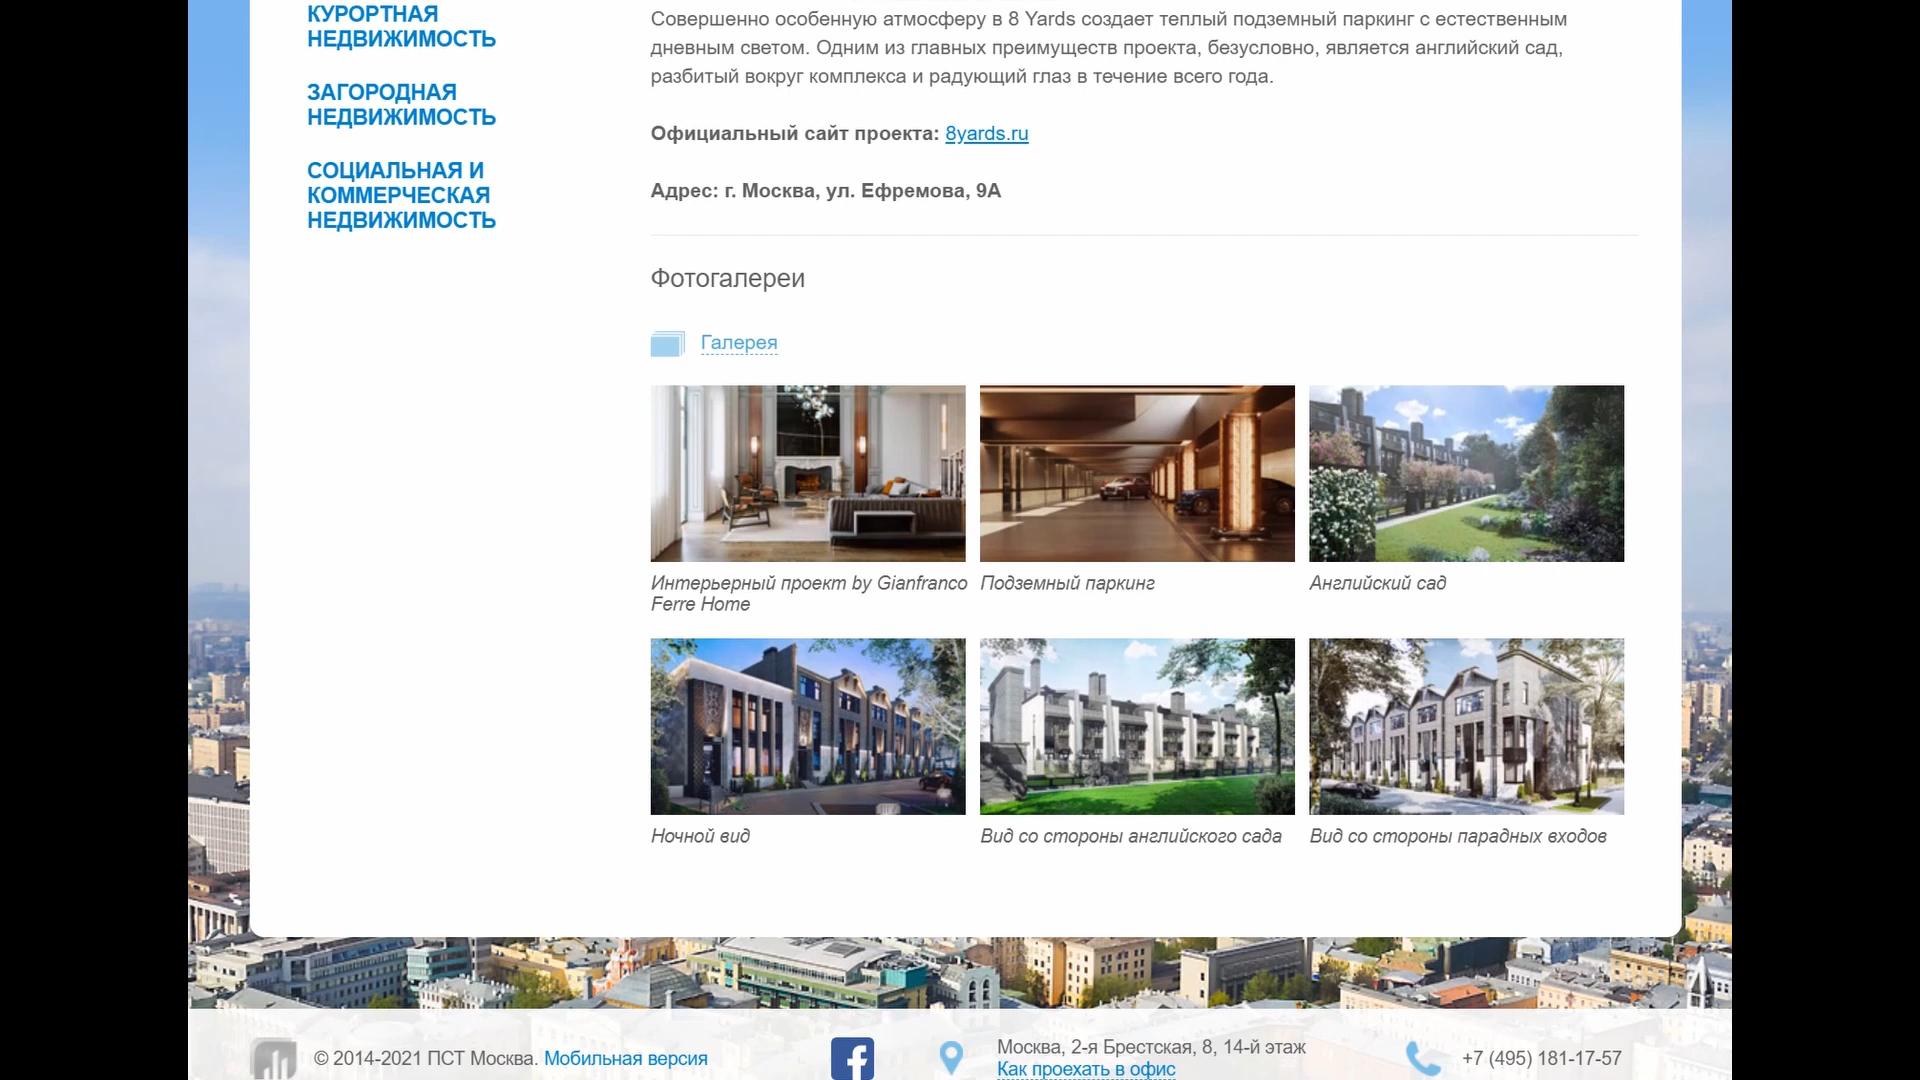 КУРОРТНАЯ
НЕДВИЖИМОСТЬ
ЗАГОРОДНАЯ
НЕДВИЖИМОСТЬ
СОЦИАЛЬНАЯ И
КОММЕРЧЕСКАЯ
НЕДВИЖИМОСТЬ
Совершенно особенную атмосферу в 8 Yards создает теплый подземный паркинг с естественным
дневным светом. Одним из главных преимуществ проекта, безусловно, является английский сад,
разбитый вокруг комплекса и радующий глаз в течение всего года.
Официальный сайт проекта: 8yards.ru
Адрес: г. Москва, ул. Ефремова, 9А
Фотогалереи
Галерея
Интерьерный проект by Gianfranco
Ferre Home
Подземный паркинг
Английский сад
Ночной вид
Вид со стороны английского сада
Вид со стороны парадных входов
© 2014-2021 ПСТ Москва. Мобильная версия
Москва, 2-я Брестская, 8, 14-й этаж
Как проехать в офис
+7 (495) 181-17-57